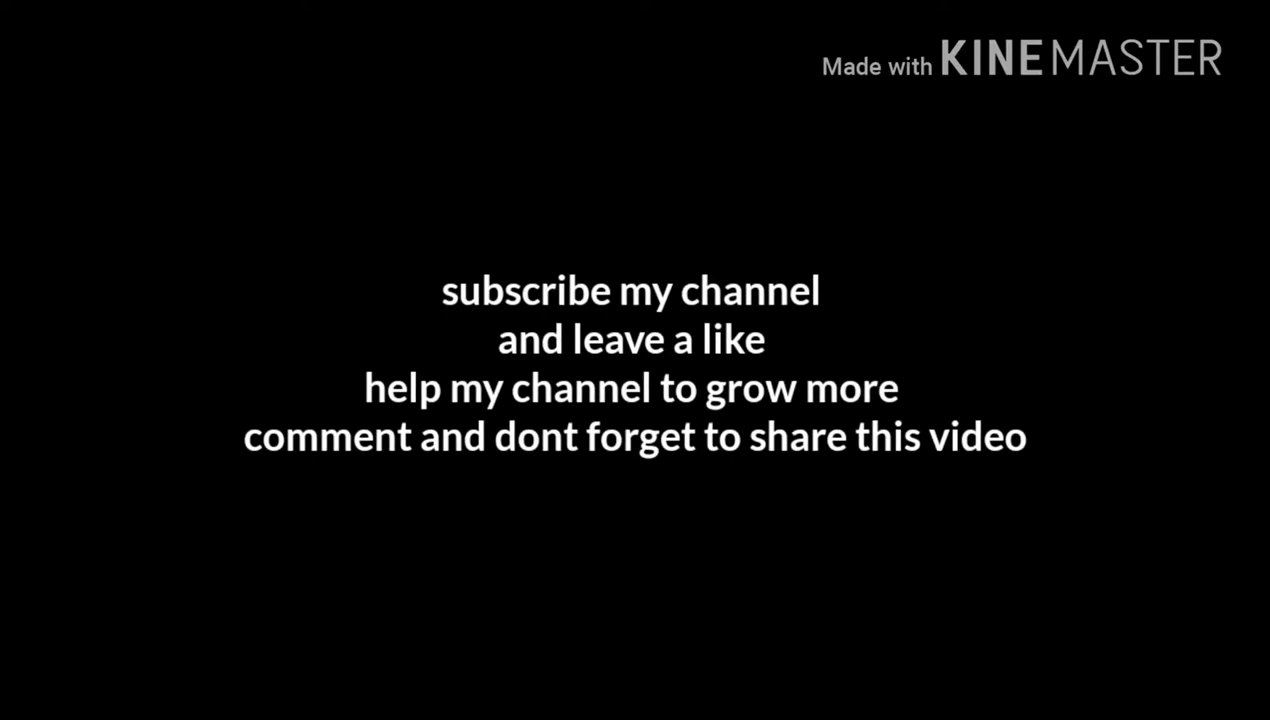 Made with KINEMASTER
subscribe my channel
and leave a like
help my channel to grow more
comment and dont forget to share this video